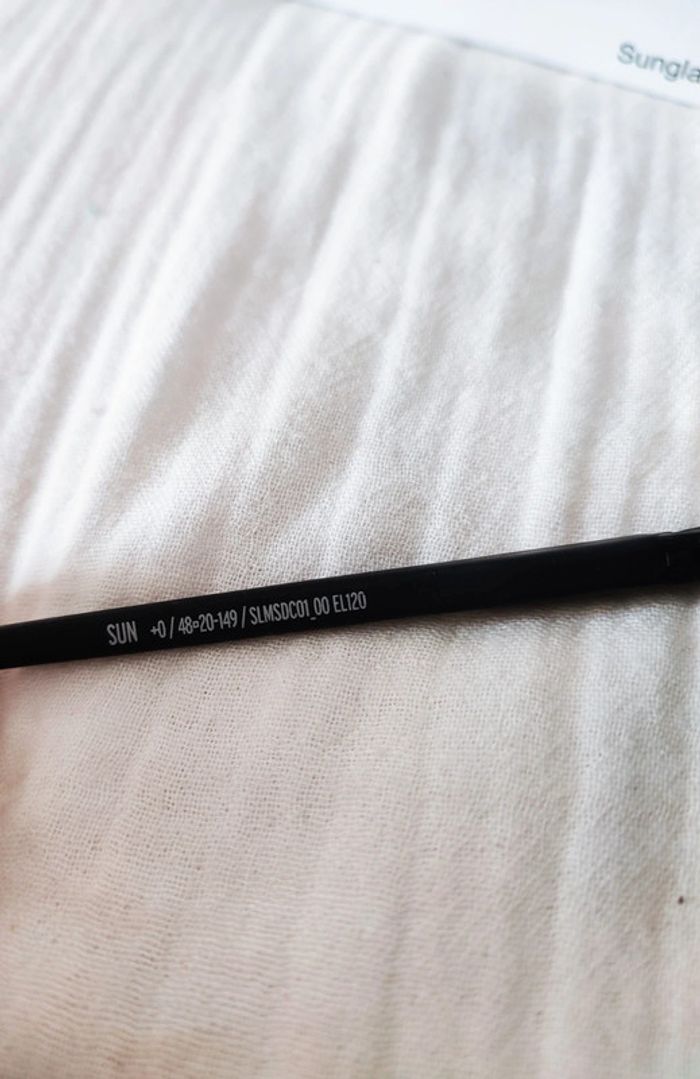 Sungla
SUN +0 / 48▫20-149 / SLMSDC01_00 EL120